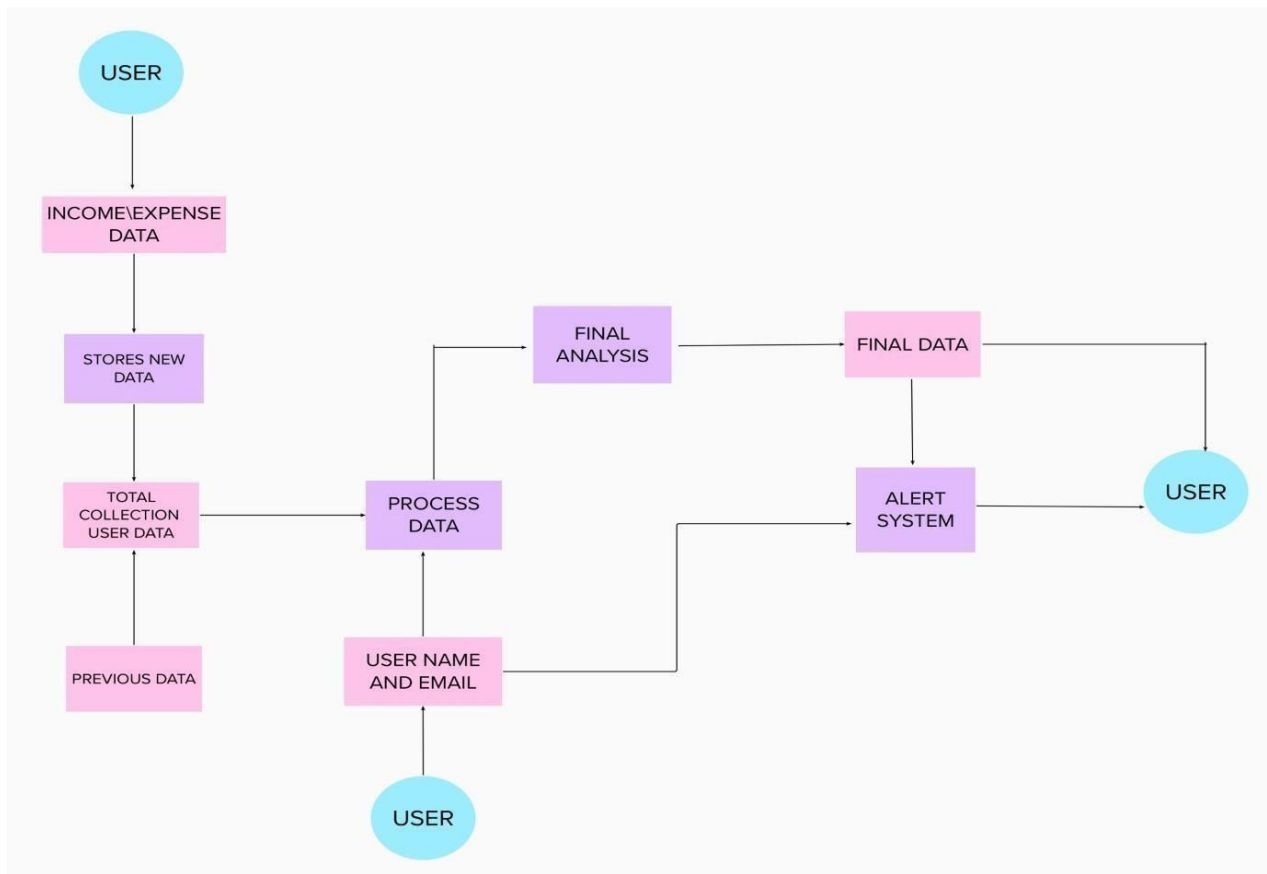 USER
INCOME\EXPENSE
DATA
STORES NEW
DATA
TOTAL
COLLECTION
USER DATA
PREVIOUS DATA
PROCESS
DATA
USER NAME
AND EMAIL
USER
FINAL
ANALYSIS
FINAL DATA
ALERT
SYSTEM
USER